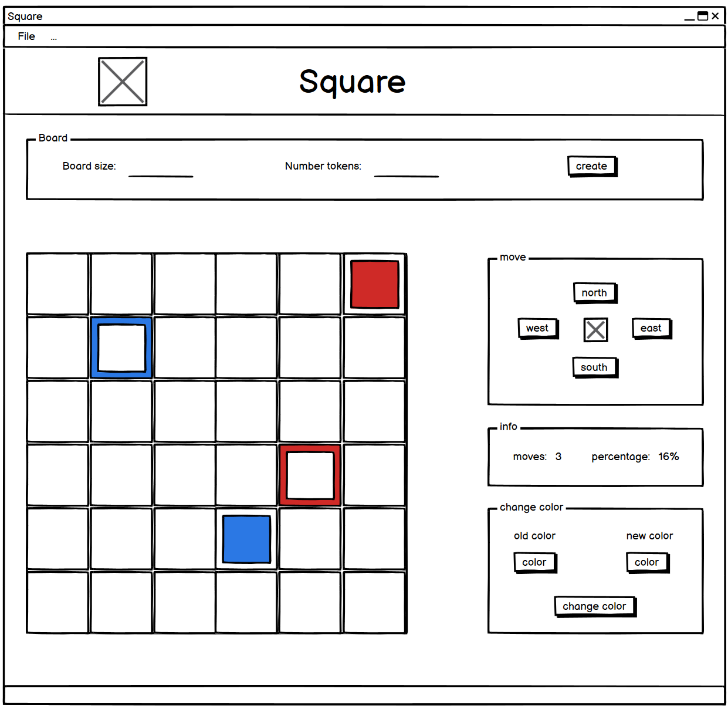 Square
File ...
Square
Board
Board size: Number tokens: create
move
north
west east
south
info
moves: 3 percentage: 16%
change color
old color new color
color color
change color